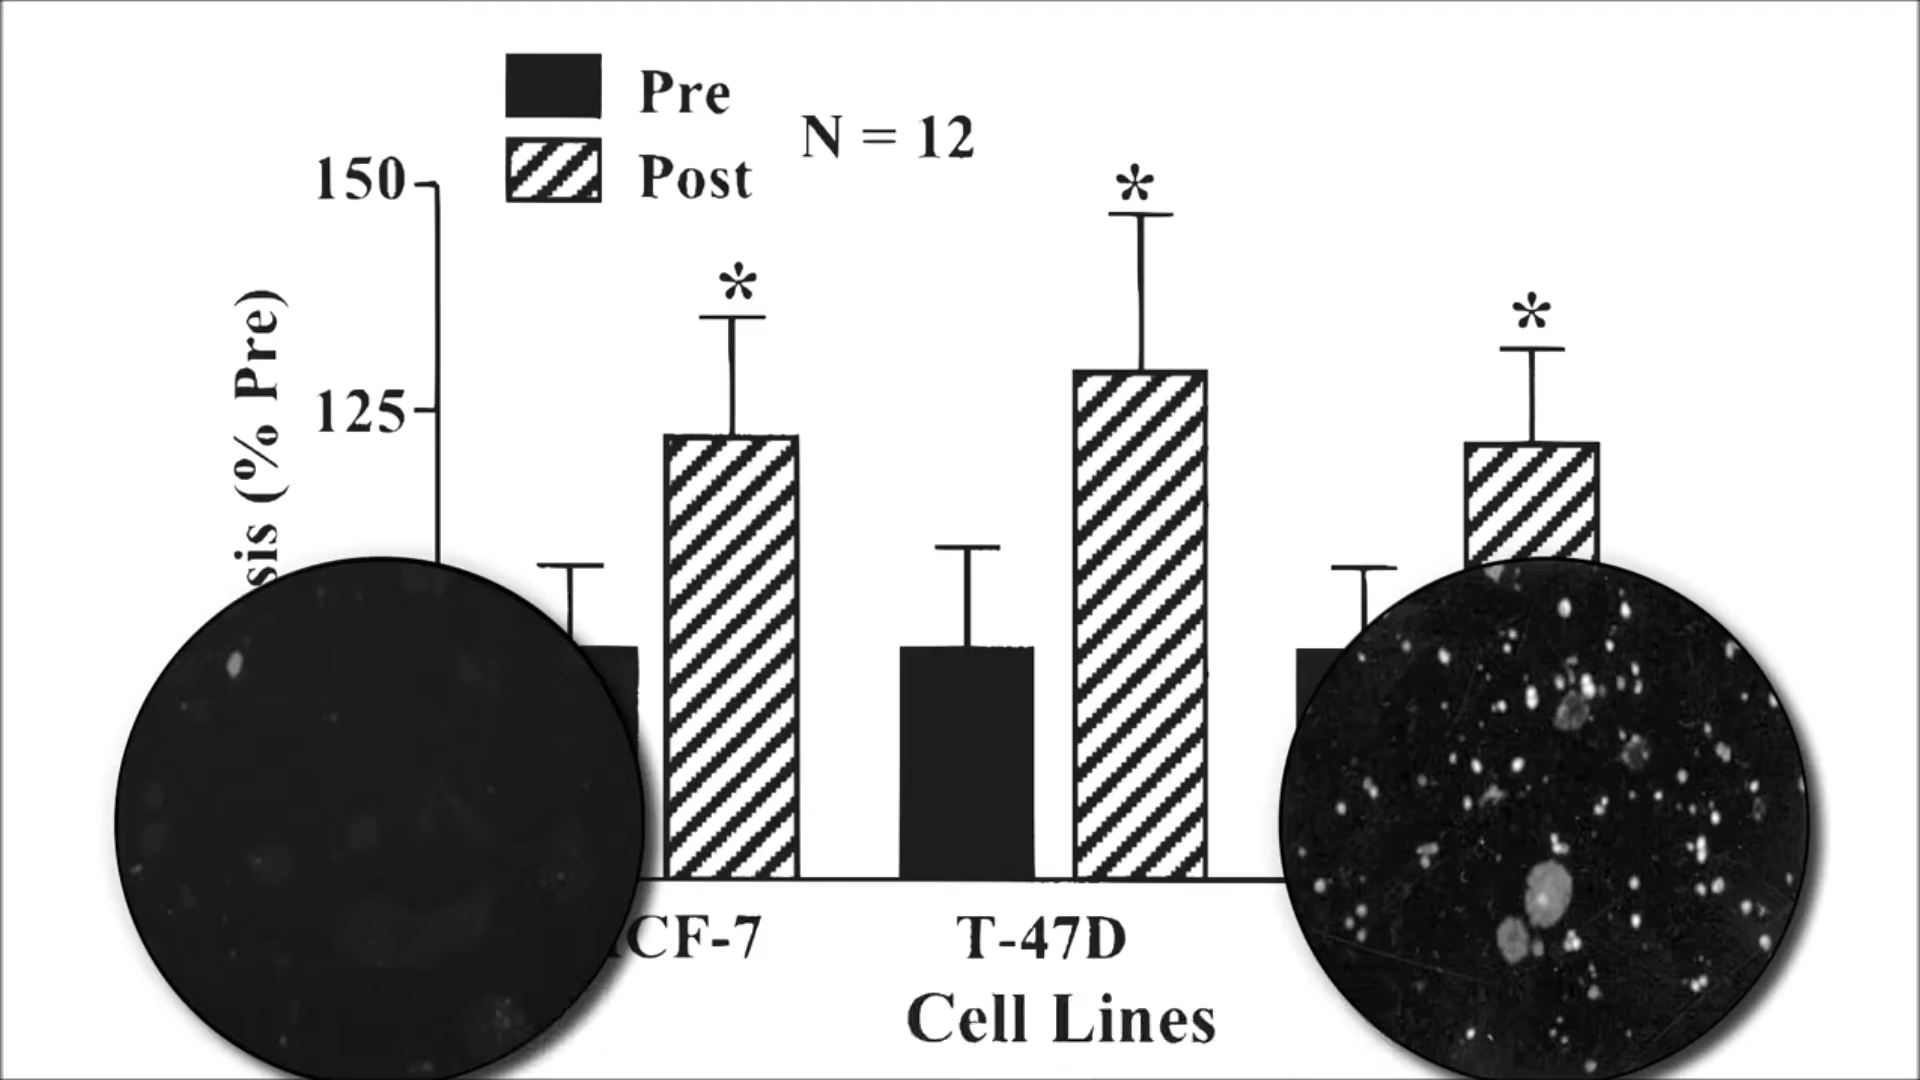 Pre
N = 12
Post
150
125
sis (% Pre)
CF-7
T-47D
Cell Lines
*
*
*